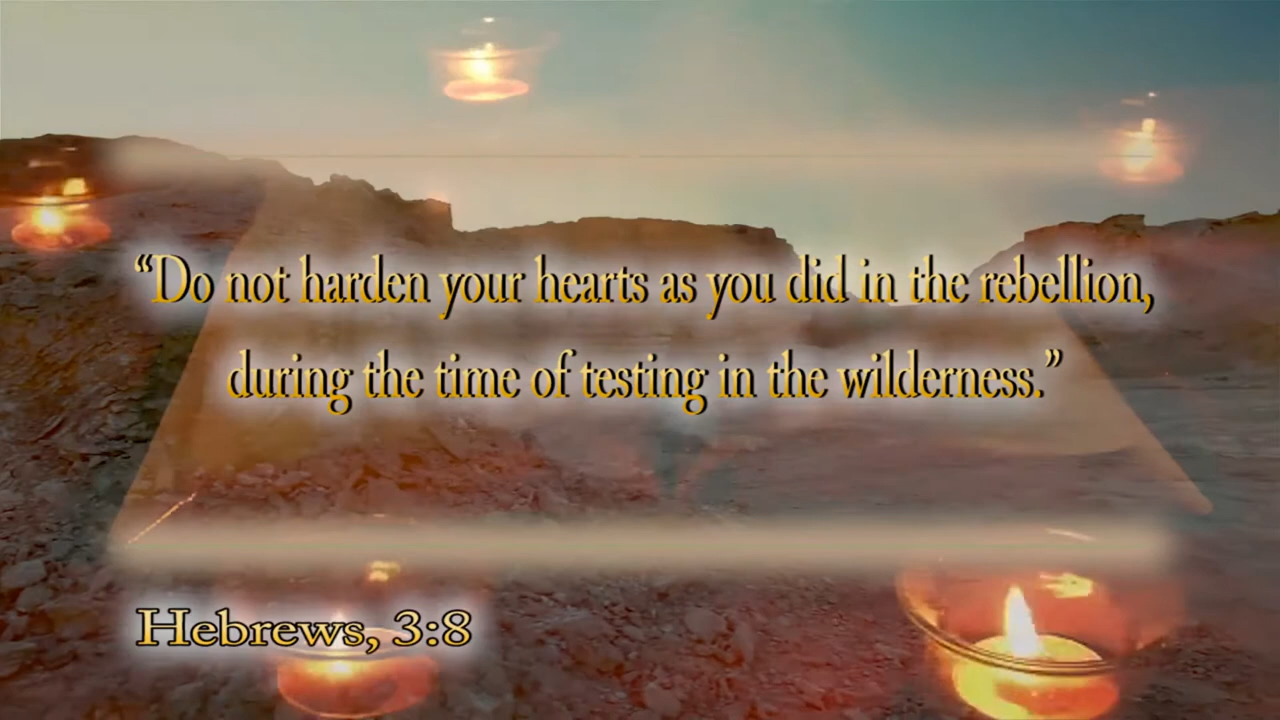 “Do not harden your hearts as you did in the rebellion,
during the time of testing in the wilderness.”
Hebrews, 3:8